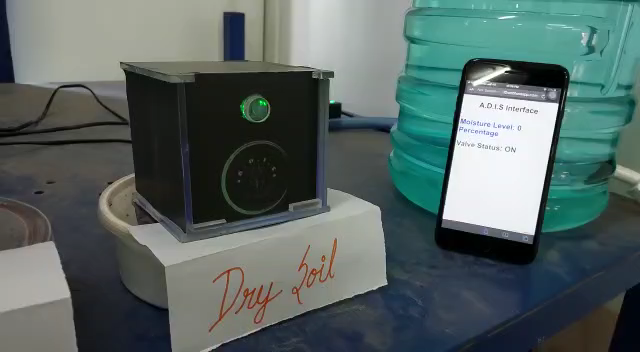 A.D.I.S Interface
Moisture Level: 0
Percentage
Valve Status: ON
Dry Soil